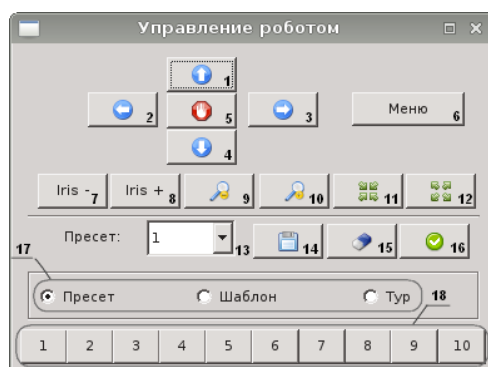 Управление роботом
1
2 5 3 Меню 6
4
Iris - 7 Iris + 8 9 10 11 12
Пресет: 1 13 14 15 16
17
Пресет Шаблон Тур 18
1 2 3 4 5 6 7 8 9 10